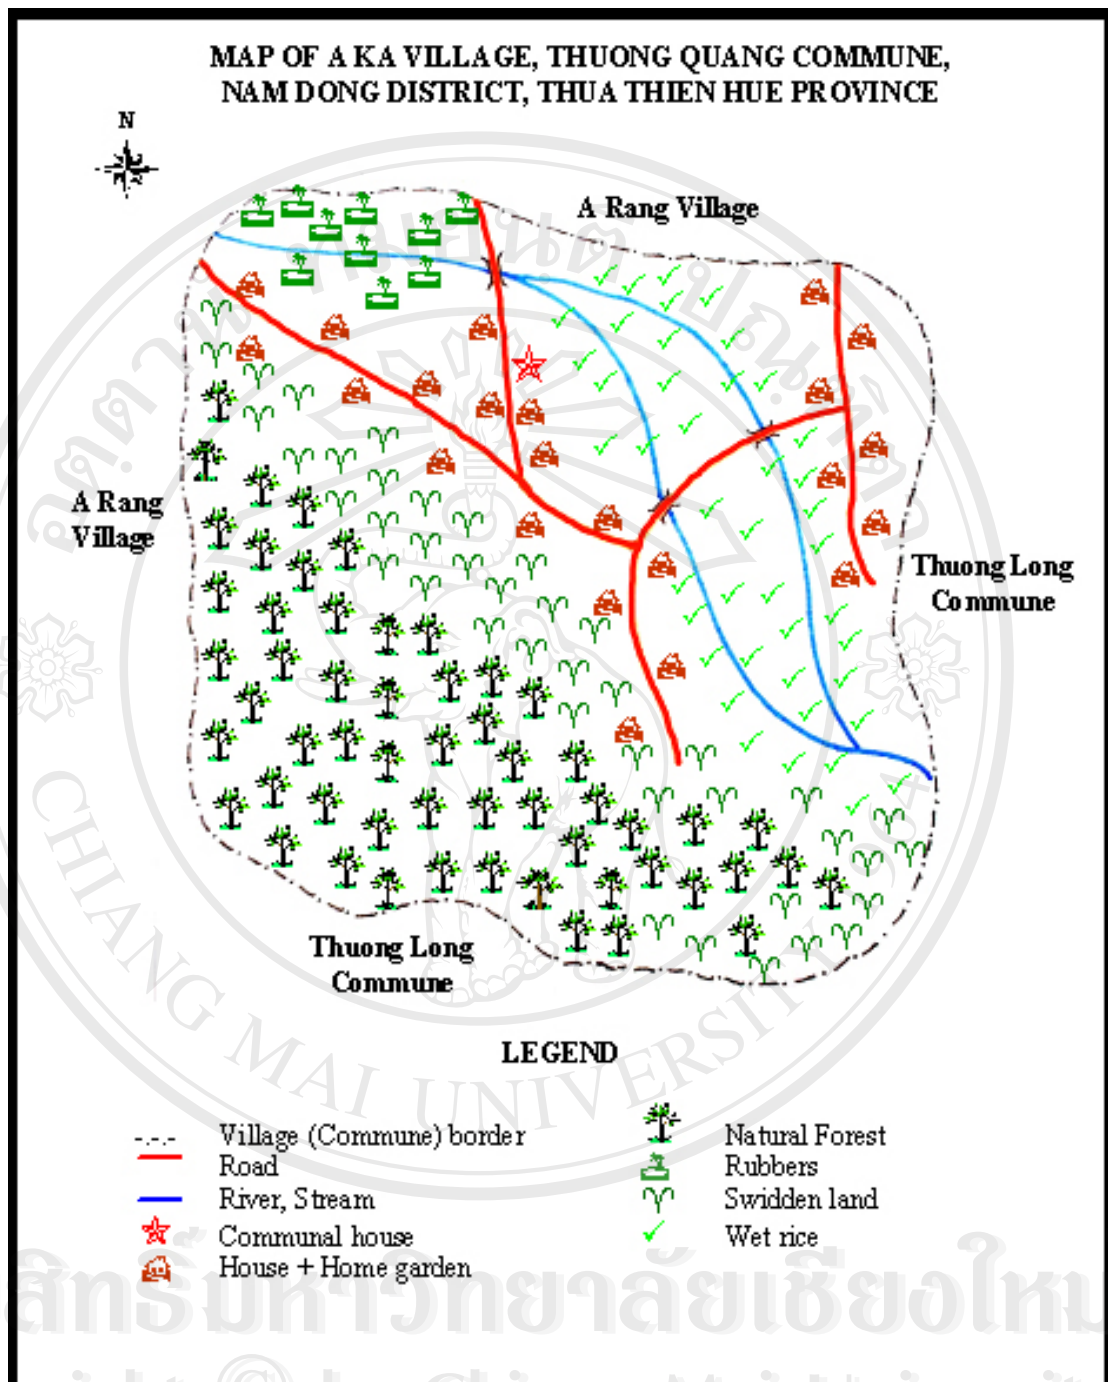 MAP OF A KA VILLAGE, THUONG QUANG COMMUNE,
NAM DONG DISTRICT, THUA THIEN HUE PROVINCE
N
A Rang Village
A Rang
Village
Thuong Long
Commune
Thuong Long
Commune
LEGEND
Village (Commune) border
Road
River, Stream
Communal house
House + Home garden
Natural Forest
Rubbers
Swidden land
Wet rice
CHIANG MAI UNIVERSITY 1964